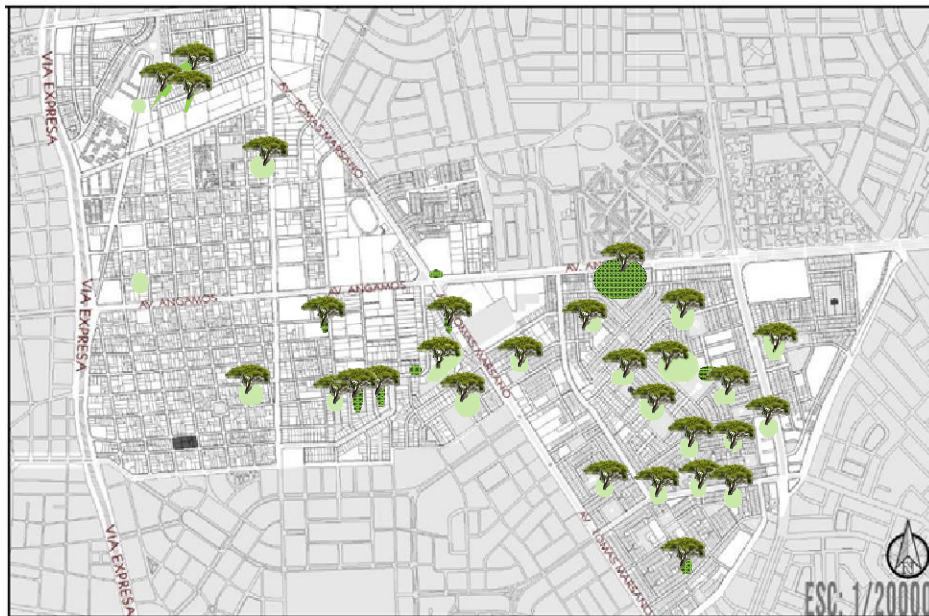 VIA EXPRESA
AV. TOMAS MARSANO
AV. AN
AV. ANGAMOS
AV. ANGAMOS
VIA EXPRESA
TOMAS MARSANO
VIA EXPRESA
AV. TOMAS MARSANO
N
ESC: 1/20000